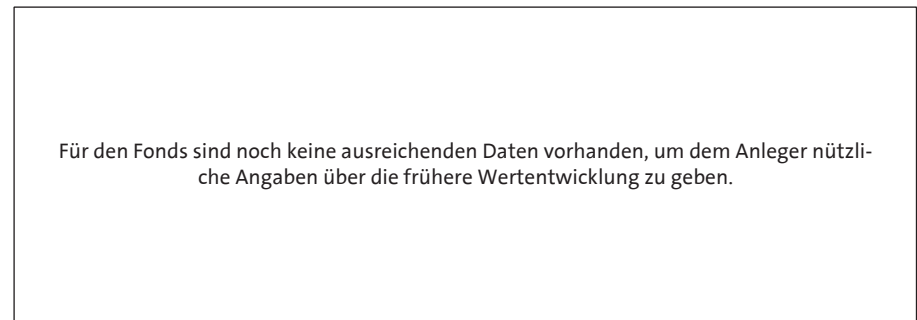 Für den Fonds sind noch keine ausreichenden Daten vorhanden, um dem Anleger nützli-
che Angaben über die frühere Wertentwicklung zu geben.